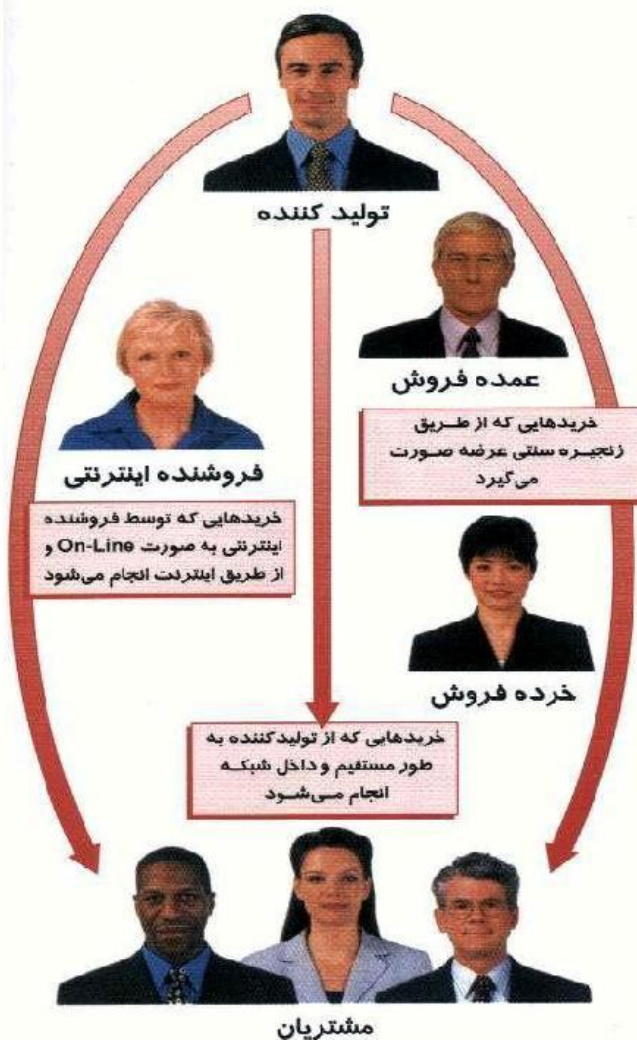 تولید کننده
عمده فروش
خریدهایی که از طریق
زنجیره سنتی عرضه صورت
می‌گیرد
فروشنده اینترنتی
خریدهایی که توسط فروشنده
اینترنتی به صورت On-Line و
از طریق اینترنت انجام می‌شود
خرده فروش
خریدهایی که از تولیدکننده به
طور مستقیم و داخل شبکه
انجام می‌شود
مشتریان